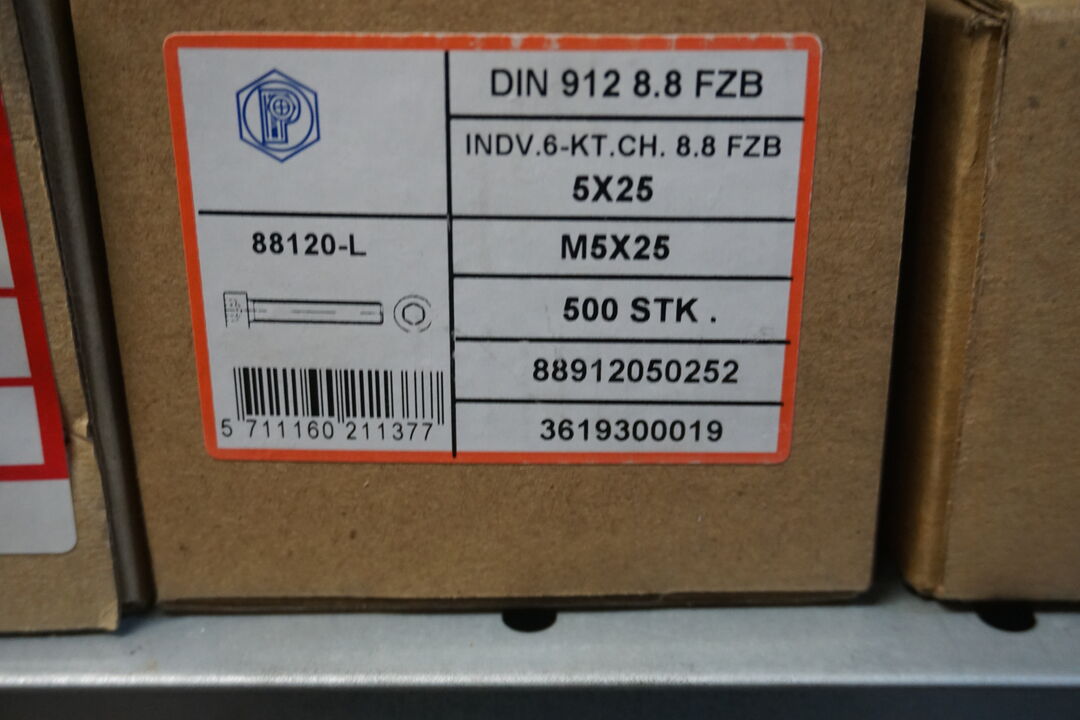 DIN 912 8.8 FZB
INDV.6-KT.CH. 8.8 FZB
5X25
88120-L
M5X25
500 STK .
88912050252
3619300019
5 711160 211377